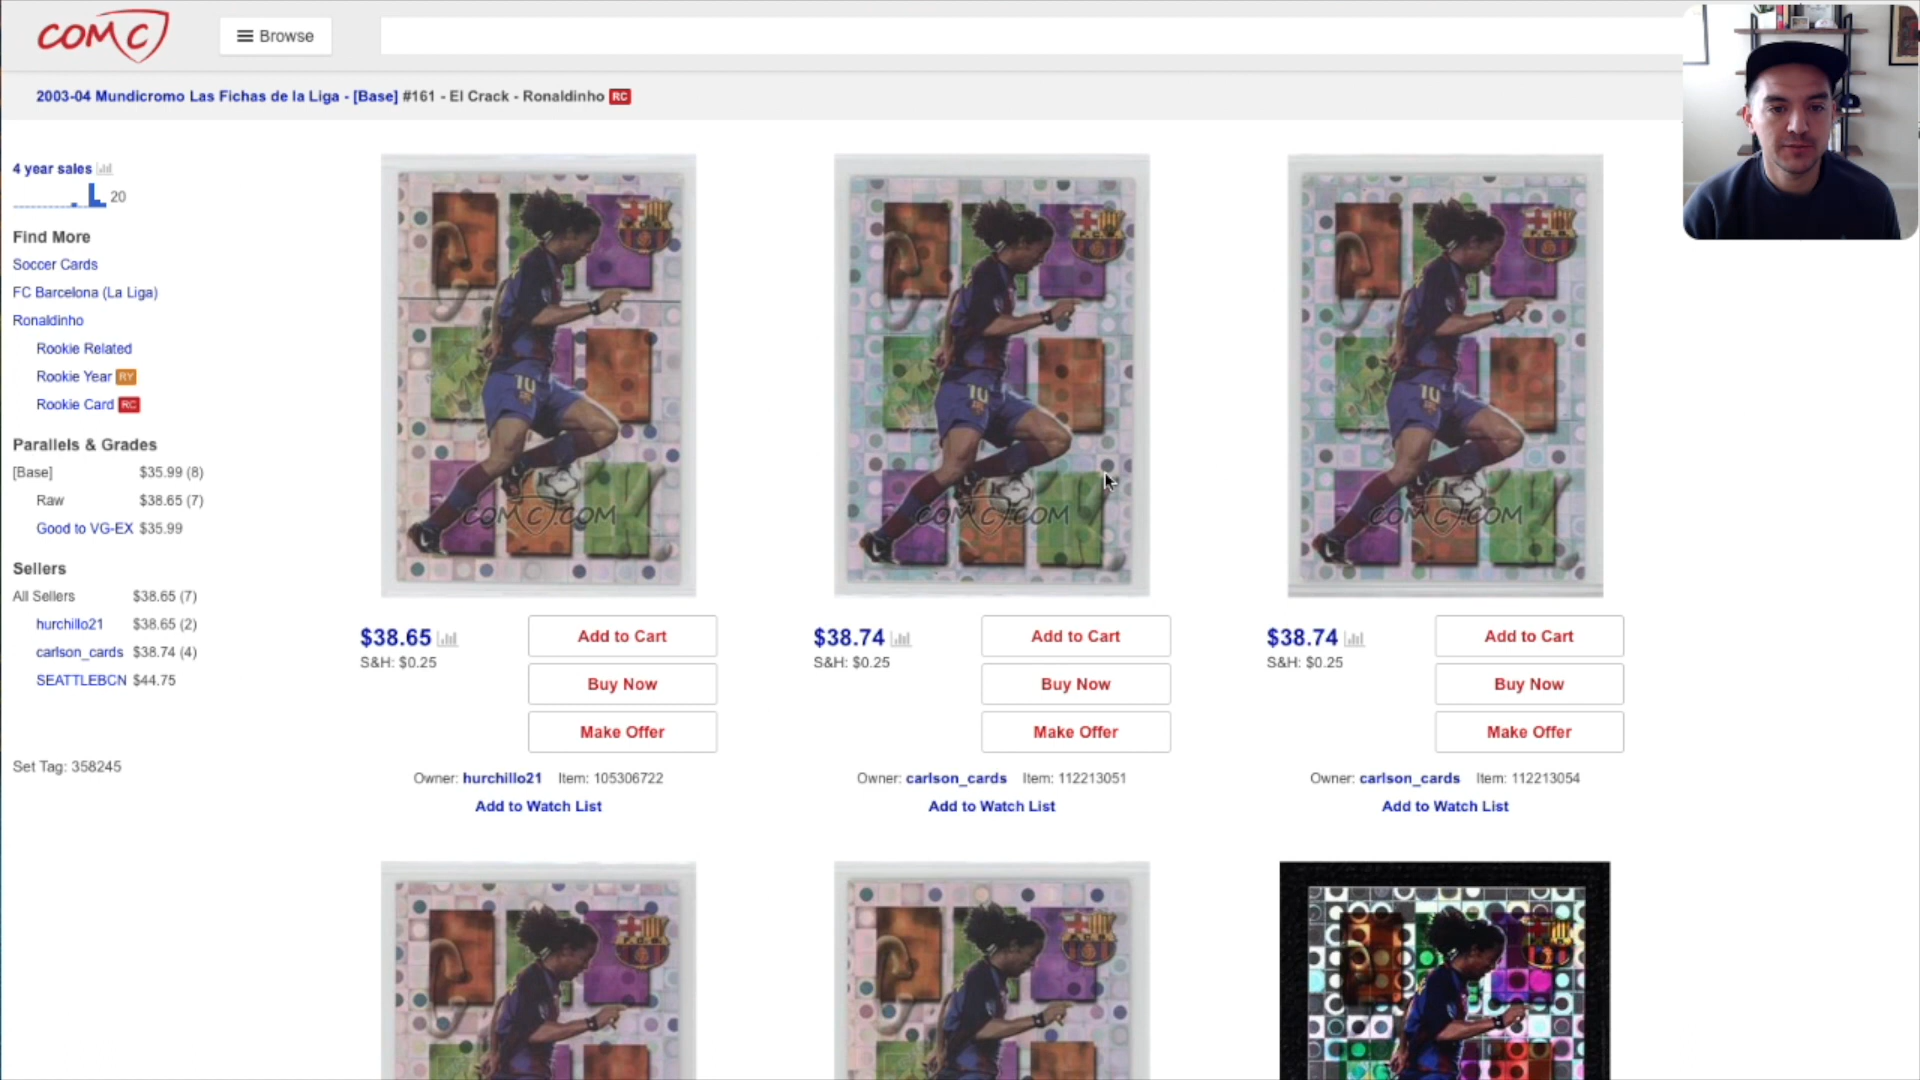 COMC
Browse
2003-04 Mundicromo Las Fichas de la Liga - [Base] #161 - El Crack - Ronaldinho RC
4 year sales
20
Find More
Soccer Cards
FC Barcelona (La Liga)
Ronaldinho
Rookie Related
Rookie Year RY
Rookie Card RC
Parallels & Grades
[Base] $35.99 (8)
Raw $38.65 (7)
Good to VG-EX $35.99
Sellers
All Sellers $38.65 (7)
hurchillo21 $38.65 (2)
carlson_cards $38.74 (4)
SEATTLEBCN $44.75
Set Tag: 358245
10
COMC.COM
$38.65
S&H: $0.25
Add to Cart
Buy Now
Make Offer
Owner: hurchillo21 Item: 105306722
Add to Watch List
10
COMC.COM
$38.74
S&H: $0.25
Add to Cart
Buy Now
Make Offer
Owner: carlson_cards Item: 112213051
Add to Watch List
10
COMC.COM
$38.74
S&H: $0.25
Add to Cart
Buy Now
Make Offer
Owner: carlson_cards Item: 112213054
Add to Watch List